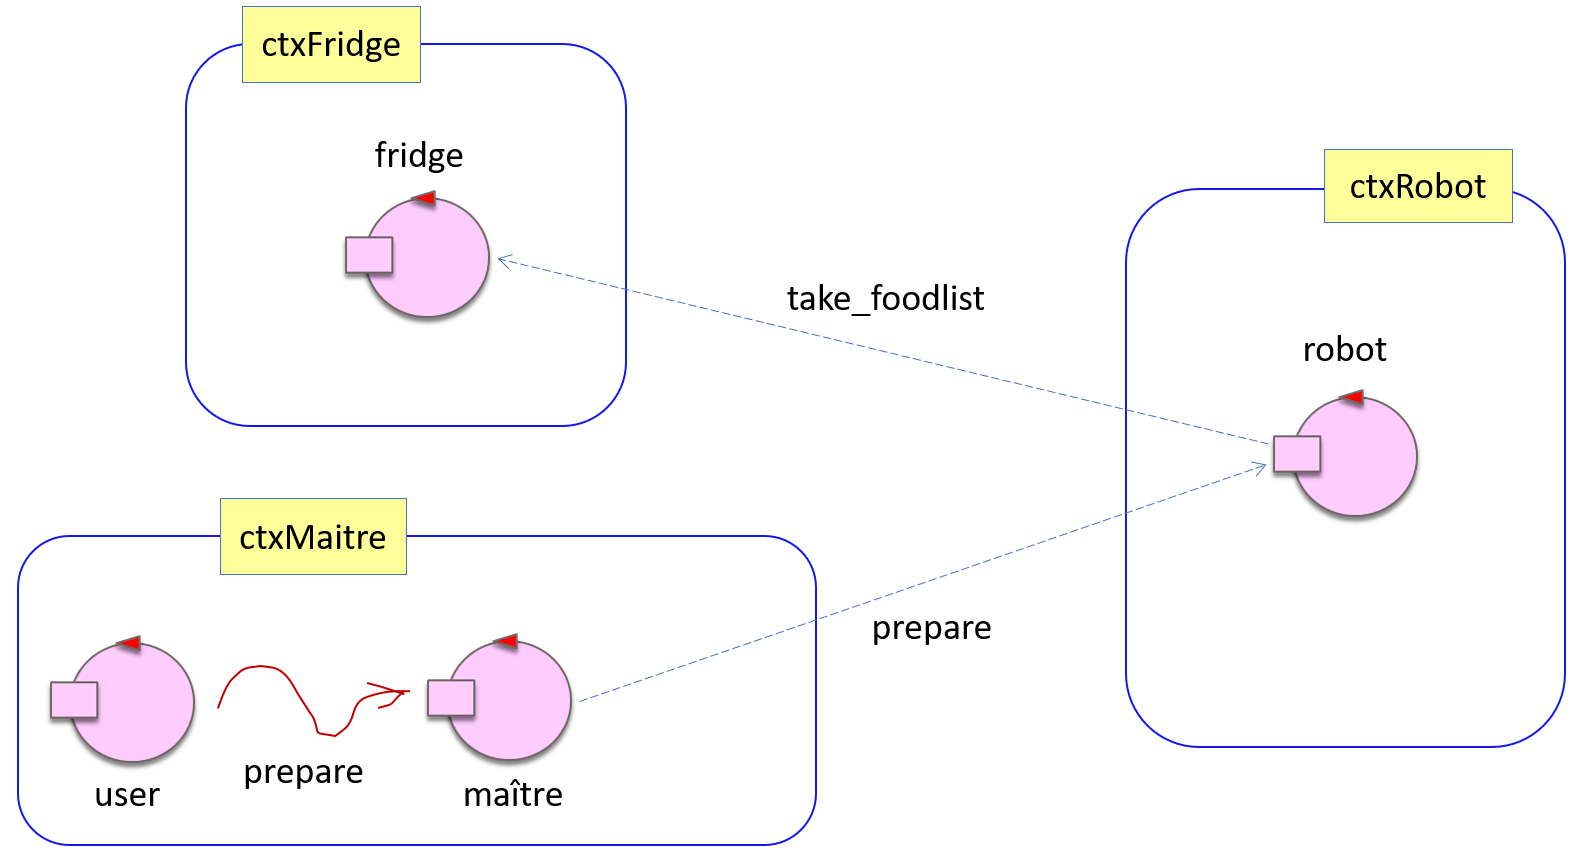 ctxFridge
fridge
ctxRobot
take_foodlist
robot
ctxMaitre
prepare
prepare
user
maître